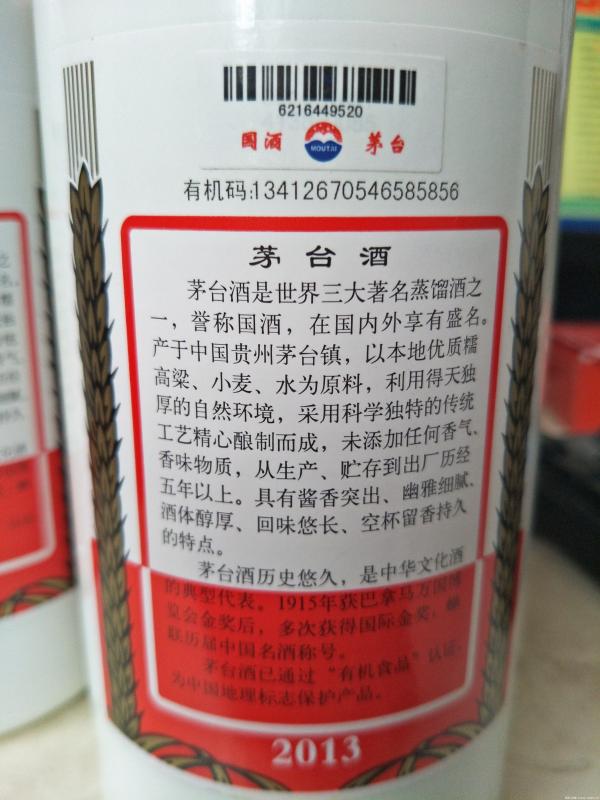 6216449520
国酒 MOUTAI 茅台
有机码:13412670546585856
茅台酒
茅台酒是世界三大著名蒸馏酒之
一，誉称国酒，在国内外享有盛名。
产于中国贵州茅台镇，以本地优质糯
高粱、小麦、水为原料，利用得天独
厚的自然环境，采用科学独特的传统
工艺精心酿制而成，未添加任何香气、
香味物质，从生产、贮存到出厂历经
五年以上。具有酱香突出、幽雅细腻、
酒体醇厚、回味悠长、空杯留香持久
的特点。
茅台酒历史悠久，是中华文化酒
的典型代表。1915年获巴拿马万国博
览会金奖后，多次获得国际金奖，蝉
联历届中国名酒称号。
茅台酒已通过“有机食品”认证，
为中国地理标志保护产品。
2013